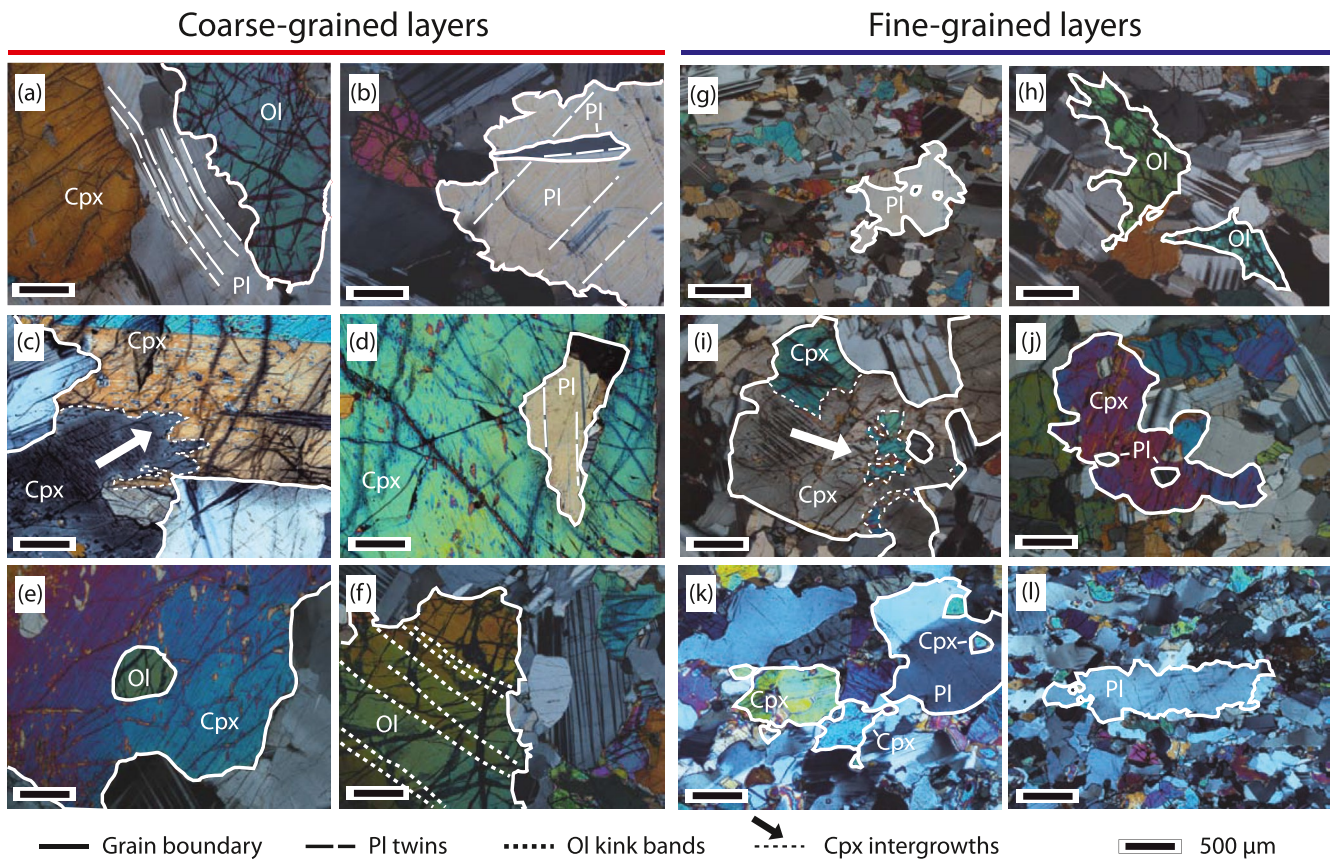 Coarse-grained layers
Fine-grained layers
(a)
Ol
Cpx
Pl
(b)
Pl
Pl
(g)
Pl
(h)
Ol
Ol
(c)
Cpx
Cpx
(d)
Pl
Cpx
(i)
Cpx
Cpx
(j)
Cpx
Pl
(e)
Ol
Cpx
(f)
Ol
(k)
Cpx
Cpx
Pl
Cpx
(l)
Pl
Grain boundary
Pl twins
Ol kink bands
Cpx intergrowths
500 µm